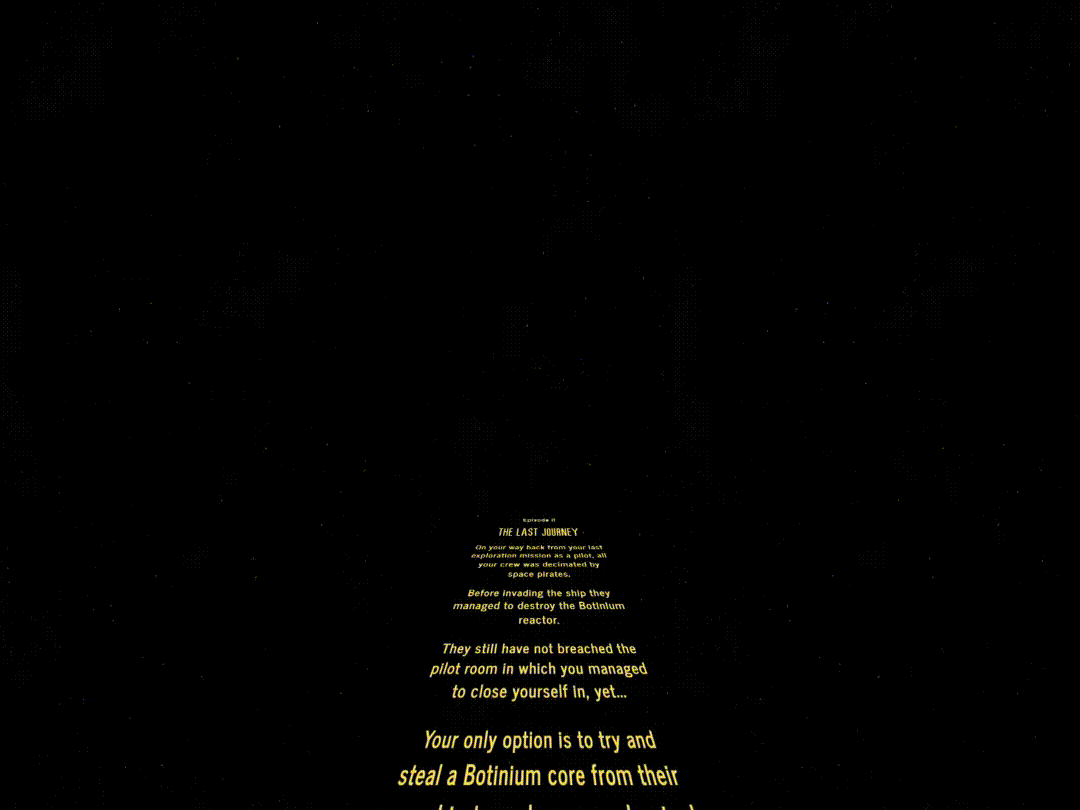 Episode II
THE LAST JOURNEY
On your way back from your last
exploration mission as a pilot, all
your crew was decimated by
space pirates.
Before invading the ship they
managed to destroy the Botinium
reactor.
They still have not breached the
pilot room in which you managed
to close yourself in, yet...
Your only option is to try and
steal a Botinium core from their